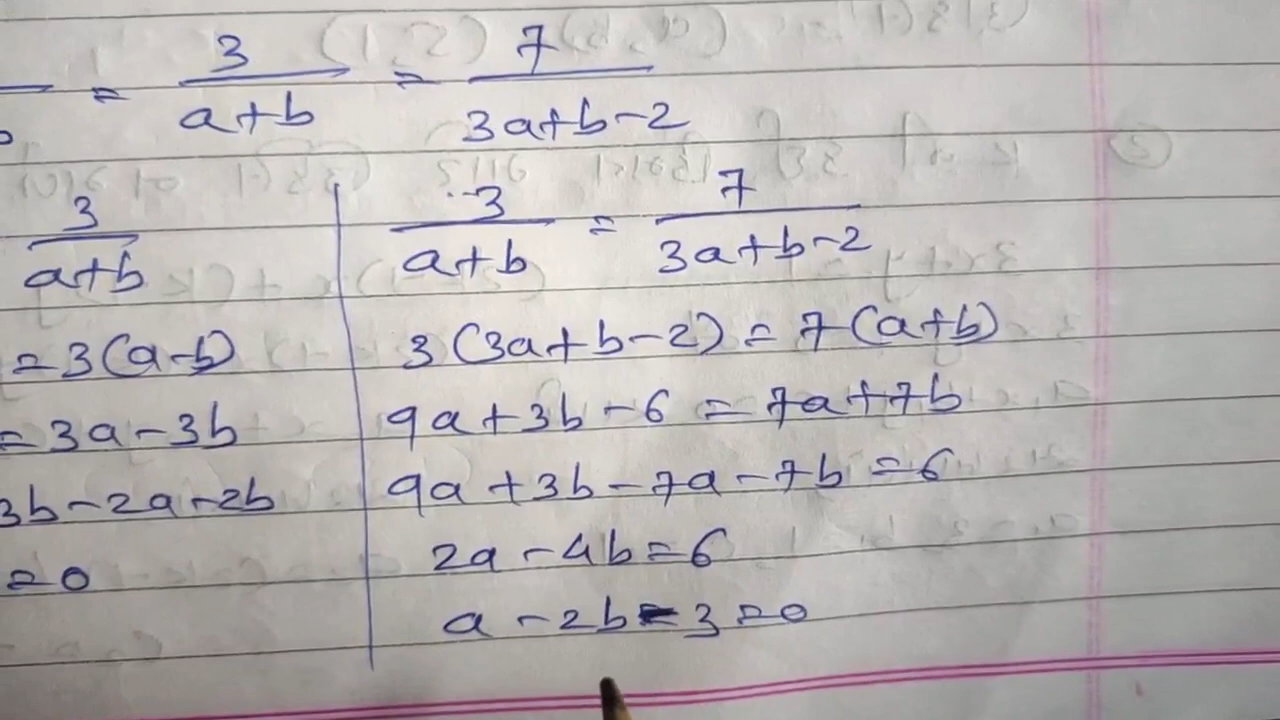 = 3/(a+b) = 7/(3a+b-2)
3/(a+b)
= 3(a-b)
= 3a-3b
3b-2a-2b
= 0
3/(a+b) = 7/(3a+b-2)
3(3a+b-2) = 7(a+b)
9a+3b-6 = 7a+7b
9a+3b-7a-7b = 6
2a-4b = 6
a-2b-3 = 0